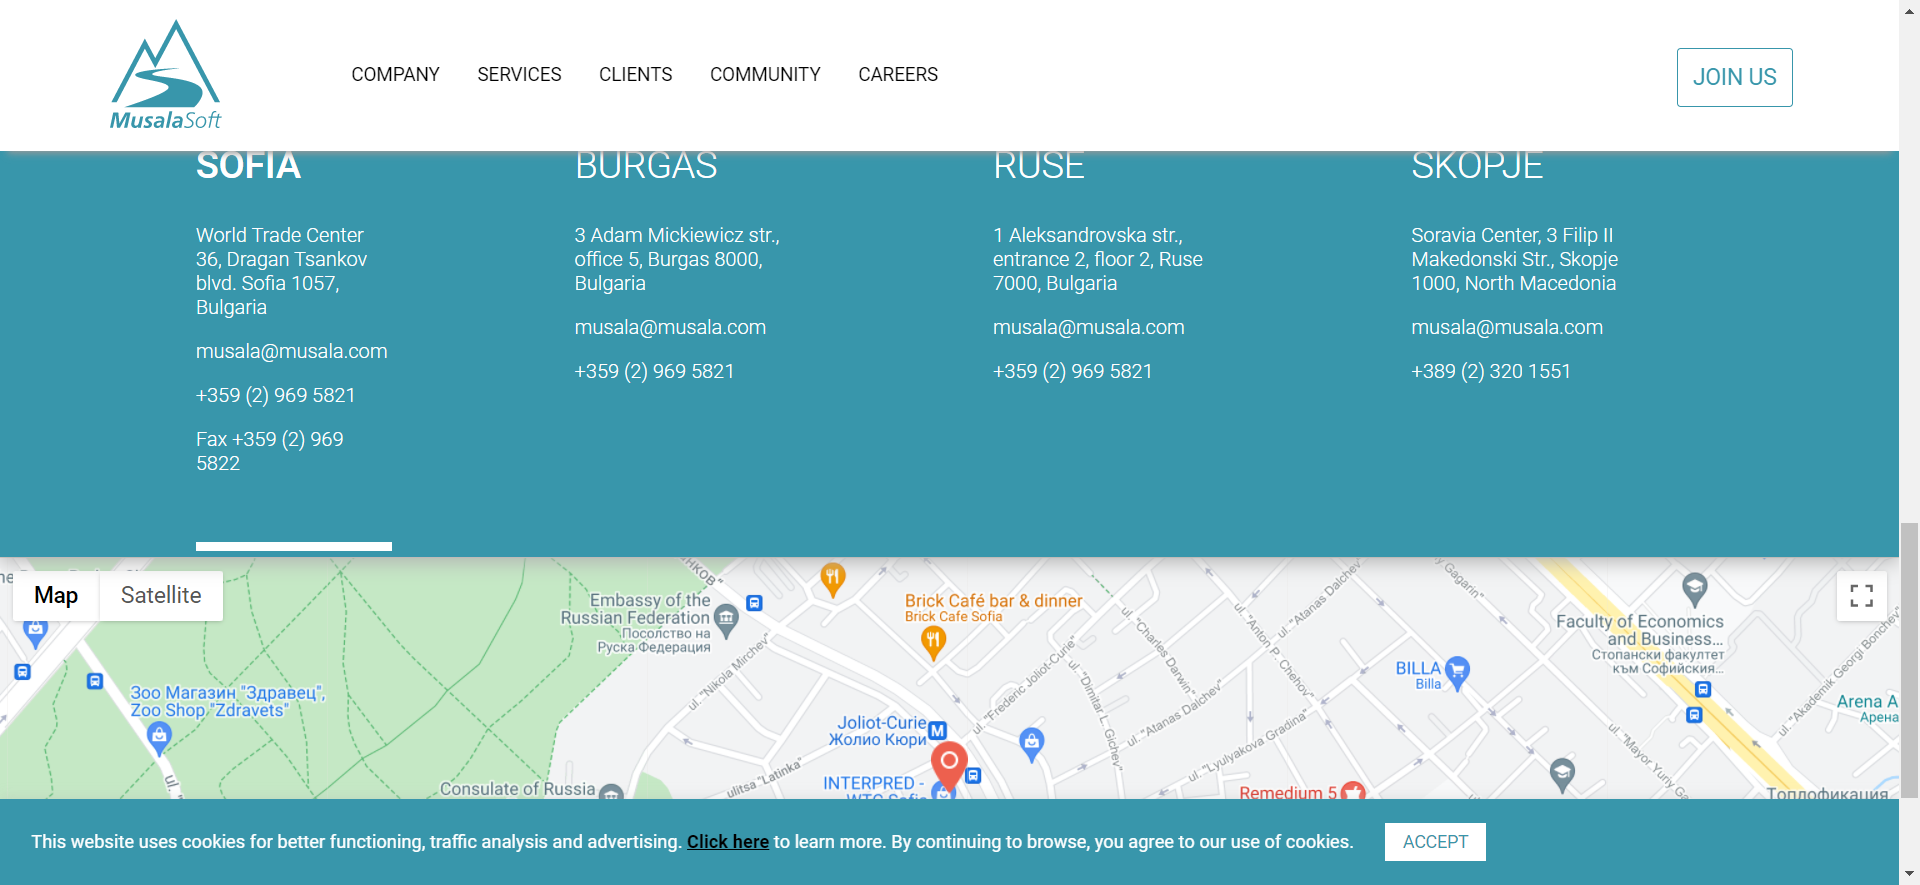 MusalaSoft
COMPANY
SERVICES
CLIENTS
COMMUNITY
CAREERS
JOIN US
SOFIA
World Trade Center
36, Dragan Tsankov
blvd. Sofia 1057,
Bulgaria
musala@musala.com
+359 (2) 969 5821
Fax +359 (2) 969
5822
BURGAS
3 Adam Mickiewicz str.,
office 5, Burgas 8000,
Bulgaria
musala@musala.com
+359 (2) 969 5821
RUSE
1 Aleksandrovska str.,
entrance 2, floor 2, Ruse
7000, Bulgaria
musala@musala.com
+359 (2) 969 5821
SKOPJE
Soravia Center, 3 Filip II
Makedonski Str., Skopje
1000, North Macedonia
musala@musala.com
+389 (2) 320 1551
Map
Satellite
Embassy of the
Russian Federation
Посолство на
Руска Федерация
Brick Café bar & dinner
Brick Cafe Sofia
Faculty of Economics
and Business...
Стопански факултет
към Софийския...
BILLA
Billa
Зоо Магазин "Здравец",
Zoo Shop "Zdravets"
Joliot-Curie
Жолио Кюри
M
INTERPRED -
WTC Sofia
Consulate of Russia
Remedium 5
Arena A
Арена
Топлофикация
ul. "Nikola Mirchev"
ulitsa "Latinka"
ul. "Frederic Joliot-Curie"
ul. "Dimitar L. Gichev"
ul. "Charles Darwin"
ul. "Atanas Dalchev"
ul. "Atanas Dalchev"
ul. Anton P. Chehov
ul. "Lyulyakova Gradina"
Gagarin"
ul. "Mayor Yuriy G
ul. "Akademik Georgi Bonchev
ul. "
НКОВ"
This website uses cookies for better functioning, traffic analysis and advertising. Click here to learn more. By continuing to browse, you agree to our use of cookies.
ACCEPT